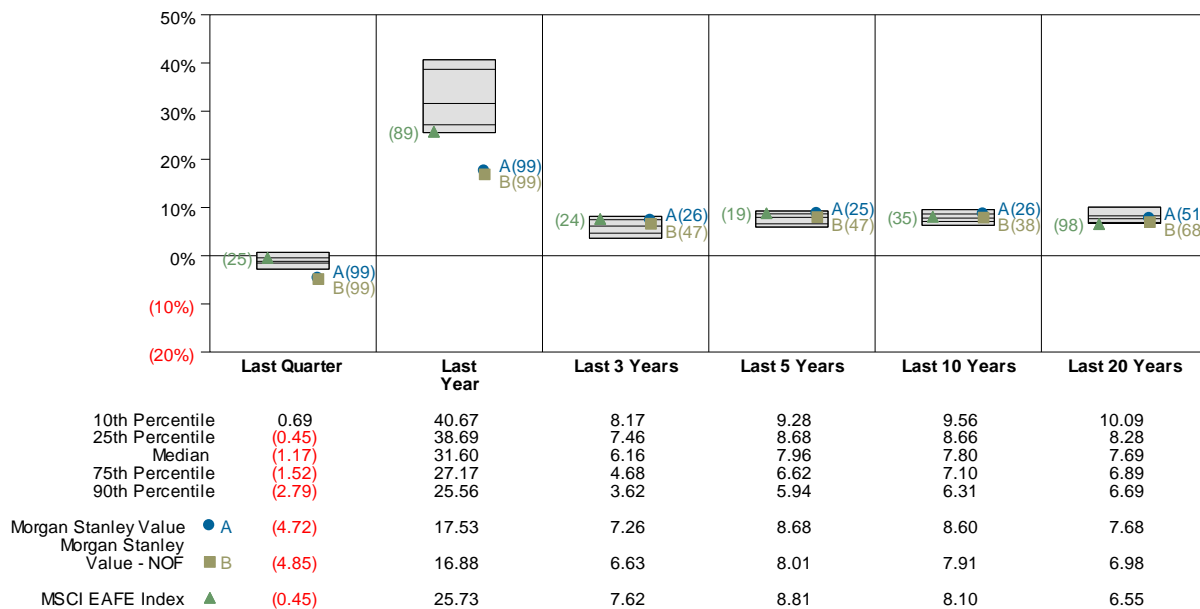 50%
40%
30%
20%
10%
0%
(10%)
(20%)
(25)
A(99)
B(99)
(89)
A(99)
B(99)
(24)
A(26)
B(47)
(19)
A(25)
B(47)
(35)
A(26)
B(38)
(98)
A(51
B(68
Last Quarter Last Year Last 3 Years Last 5 Years Last 10 Years Last 20 Years
10th Percentile 0.69 40.67 8.17 9.28 9.56 10.09
25th Percentile (0.45) 38.69 7.46 8.68 8.66 8.28
Median (1.17) 31.60 6.16 7.96 7.80 7.69
75th Percentile (1.52) 27.17 4.68 6.62 7.10 6.89
90th Percentile (2.79) 25.56 3.62 5.94 6.31 6.69
Morgan Stanley Value A (4.72) 17.53 7.26 8.68 8.60 7.68
Morgan Stanley
Value - NOF B (4.85) 16.88 6.63 8.01 7.91 6.98
MSCI EAFE Index (0.45) 25.73 7.62 8.81 8.10 6.55